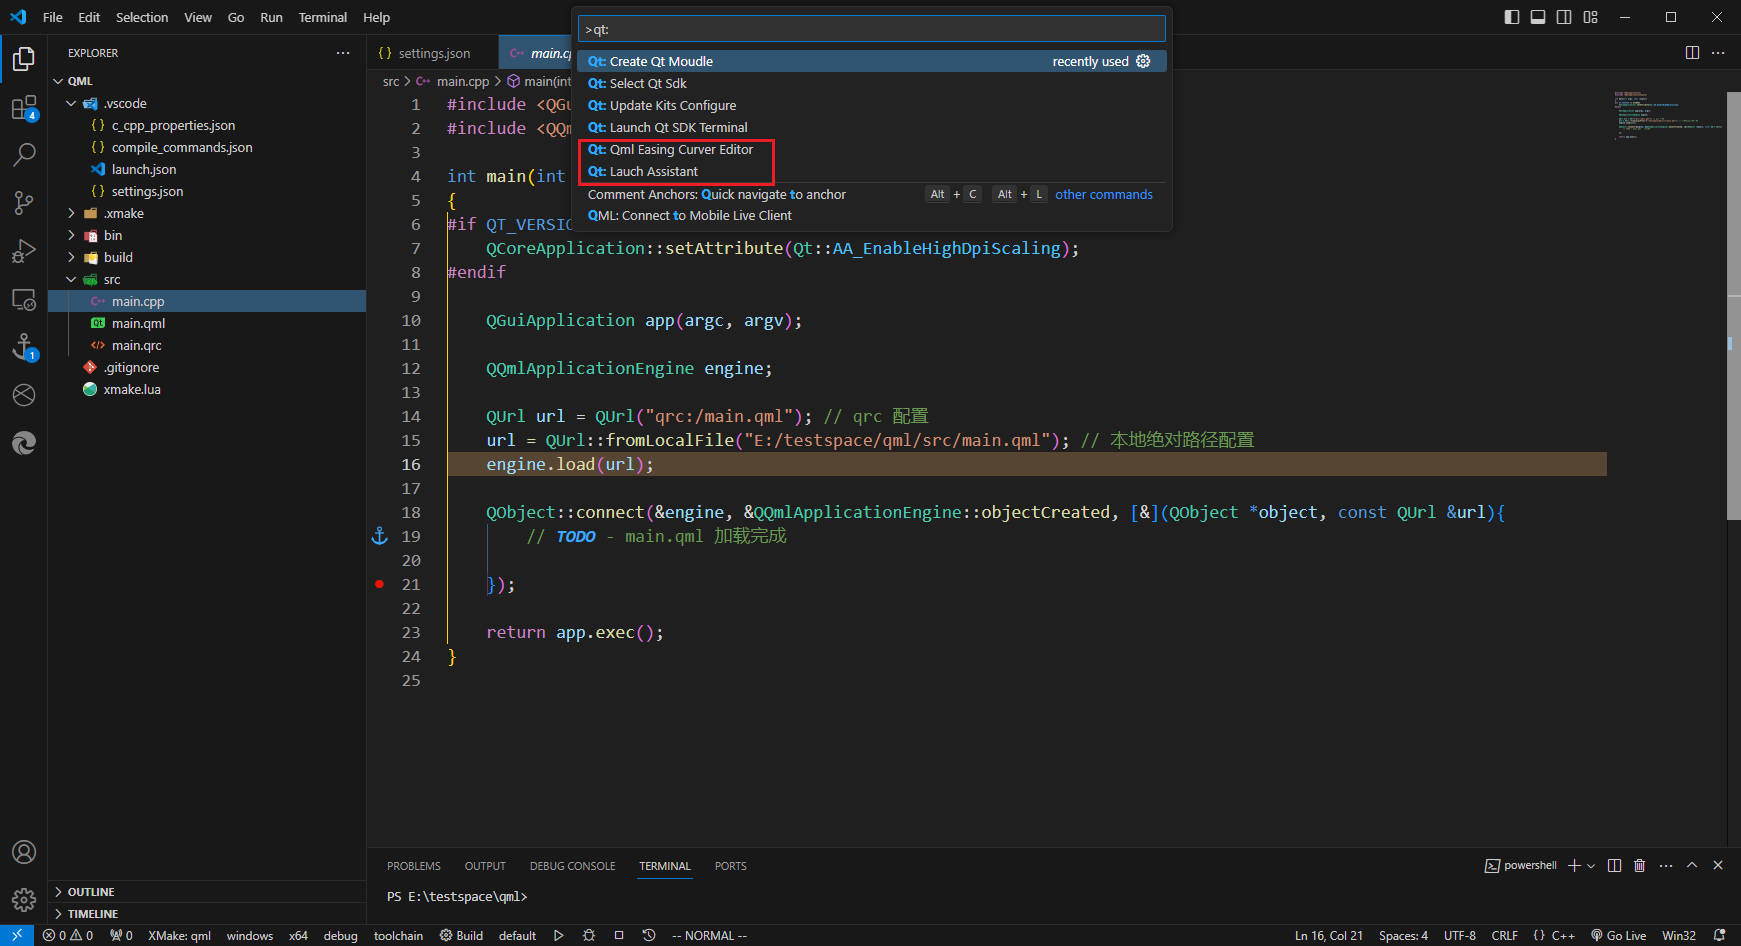 File Edit Selection View Go Run Terminal Help
>qt:
Qt: Create Qt Moudle recently used
Qt: Select Qt Sdk
Qt: Update Kits Configure
Qt: Launch Qt SDK Terminal
Qt: Qml Easing Curver Editor
Qt: Lauch Assistant
Comment Anchors: Quick navigate to anchor Alt + C Alt + L other commands
QML: Connect to Mobile Live Client
EXPLORER
QML
.vscode
{ } c_cpp_properties.json
{ } compile_commands.json
launch.json
{ } settings.json
.xmake
bin
build
src
C++ main.cpp
Qt main.qml
</> main.qrc
.gitignore
xmake.lua
OUTLINE
TIMELINE
4
1
{ } settings.json C++ main.cp
src > C++ main.cpp > main(int
1 #include <QGu
2 #include <QQm
3
4 int main(int
5 {
6 #if QT_VERSIO
7 QCoreApplication::setAttribute(Qt::AA_EnableHighDpiScaling);
8 #endif
9
10 QGuiApplication app(argc, argv);
11
12 QQmlApplicationEngine engine;
13
14 QUrl url = QUrl("qrc:/main.qml"); // qrc 配置
15 url = QUrl::fromLocalFile("E:/testspace/qml/src/main.qml"); // 本地绝对路径配置
16 engine.load(url);
17
18 QObject::connect(&engine, &QQmlApplicationEngine::objectCreated, [&](QObject *object, const QUrl &url){
19 // TODO - main.qml 加载完成
20
21 });
22
23 return app.exec();
24 }
25
PROBLEMS OUTPUT DEBUG CONSOLE TERMINAL PORTS powershell
PS E:\testspace\qml>
0 0 0 XMake: qml windows x64 debug toolchain Build default -- NORMAL -- Ln 16, Col 21 Spaces: 4 UTF-8 CRLF { } C++ Go Live Win32